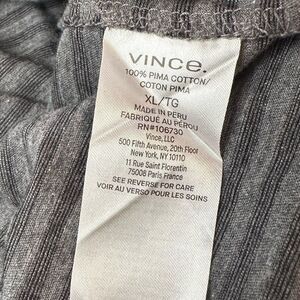 VINCE.
100% PIMA COTTON/
COTON PIMA
XL/TG
MADE IN PERU
FABRIQUÉ AU PÉROU
RN#106730
Vince, LLC
500 Fifth Avenue, 20th Floor
New York, NY 10110
11 Rue Saint Florentin
75008 Paris France
SEE REVERSE FOR CARE
VOIR AU VERSO POUR LES SOINS